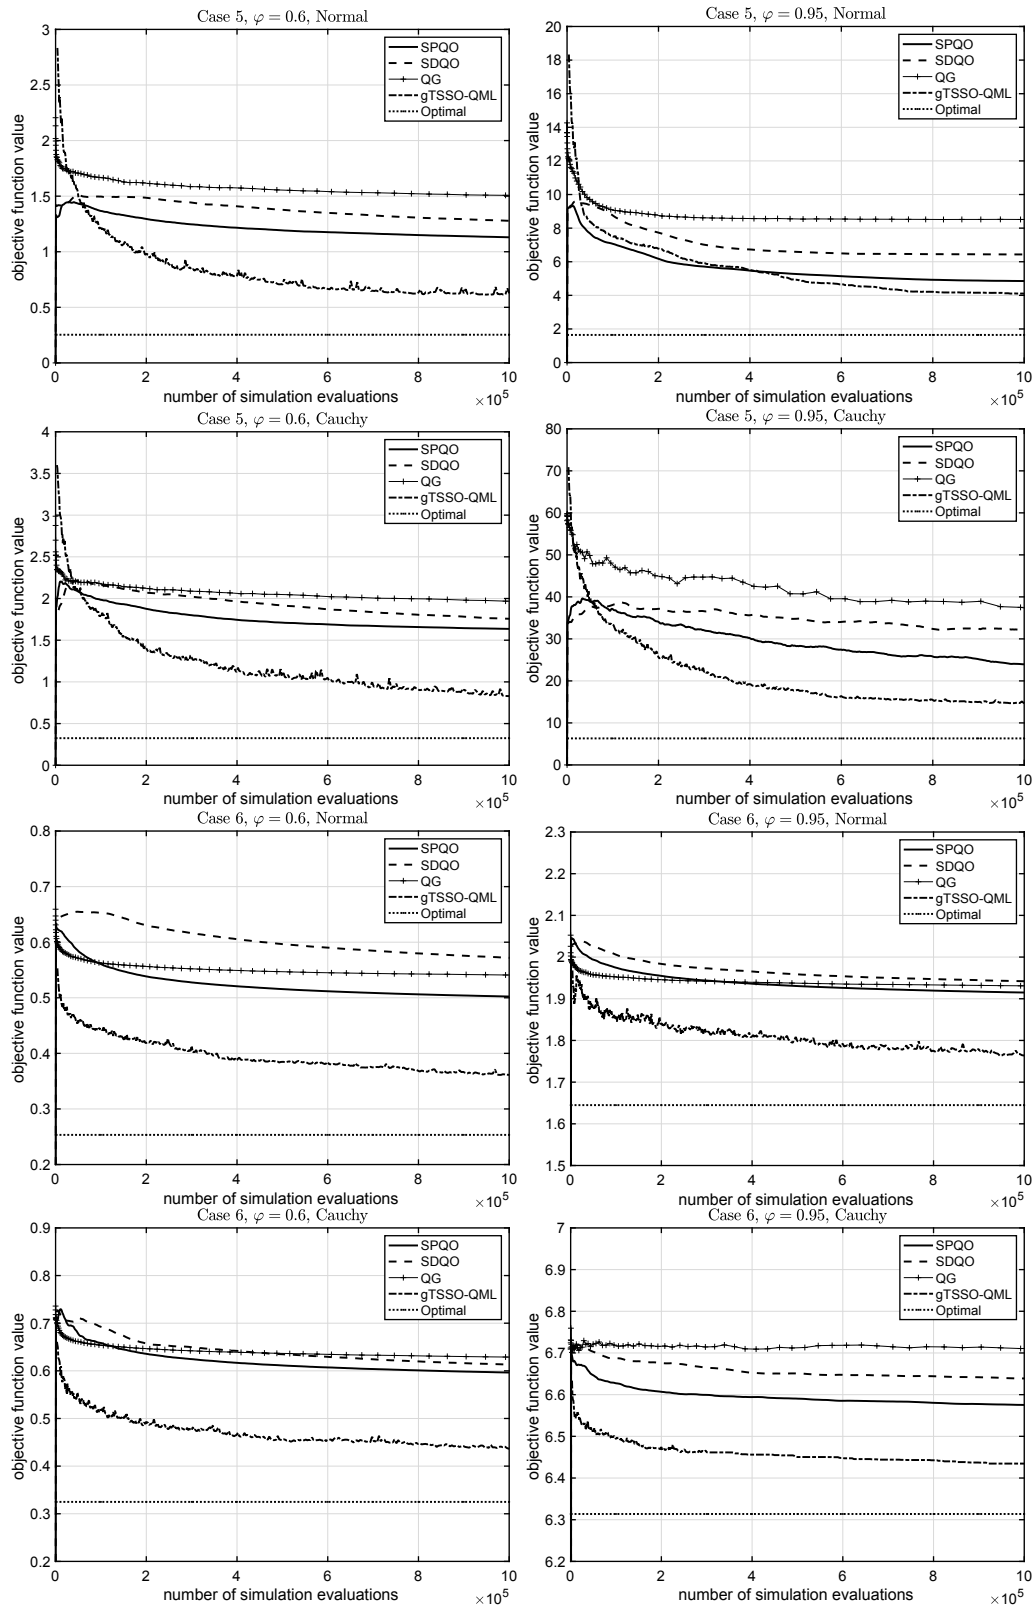 Case 5, φ = 0.6, Normal
objective function value
3
2.5
2
1.5
1
0.5
0
SPQO
SDQO
QG
gTSSO-QML
Optimal
0 2 4 6 8 10
number of simulation evaluations
×10^5
Case 5, φ = 0.95, Normal
objective function value
20
18
16
14
12
10
8
6
4
2
0
SPQO
SDQO
QG
gTSSO-QML
Optimal
0 2 4 6 8 10
number of simulation evaluations
×10^5
Case 5, φ = 0.6, Cauchy
objective function value
4
3.5
3
2.5
2
1.5
1
0.5
0
SPQO
SDQO
QG
gTSSO-QML
Optimal
0 2 4 6 8 10
number of simulation evaluations
×10^5
Case 5, φ = 0.95, Cauchy
objective function value
80
70
60
50
40
30
20
10
0
SPQO
SDQO
QG
gTSSO-QML
Optimal
0 2 4 6 8 10
number of simulation evaluations
×10^5
Case 6, φ = 0.6, Normal
objective function value
0.8
0.7
0.6
0.5
0.4
0.3
0.2
SPQO
SDQO
QG
gTSSO-QML
Optimal
0 2 4 6 8 10
number of simulation evaluations
×10^5
Case 6, φ = 0.95, Normal
objective function value
2.3
2.2
2.1
2
1.9
1.8
1.7
1.6
1.5
SPQO
SDQO
QG
gTSSO-QML
Optimal
0 2 4 6 8 10
number of simulation evaluations
×10^5
Case 6, φ = 0.6, Cauchy
objective function value
0.9
0.8
0.7
0.6
0.5
0.4
0.3
0.2
SPQO
SDQO
QG
gTSSO-QML
Optimal
0 2 4 6 8 10
number of simulation evaluations
×10^5
Case 6, φ = 0.95, Cauchy
objective function value
7
6.9
6.8
6.7
6.6
6.5
6.4
6.3
6.2
SPQO
SDQO
QG
gTSSO-QML
Optimal
0 2 4 6 8 10
number of simulation evaluations
×10^5